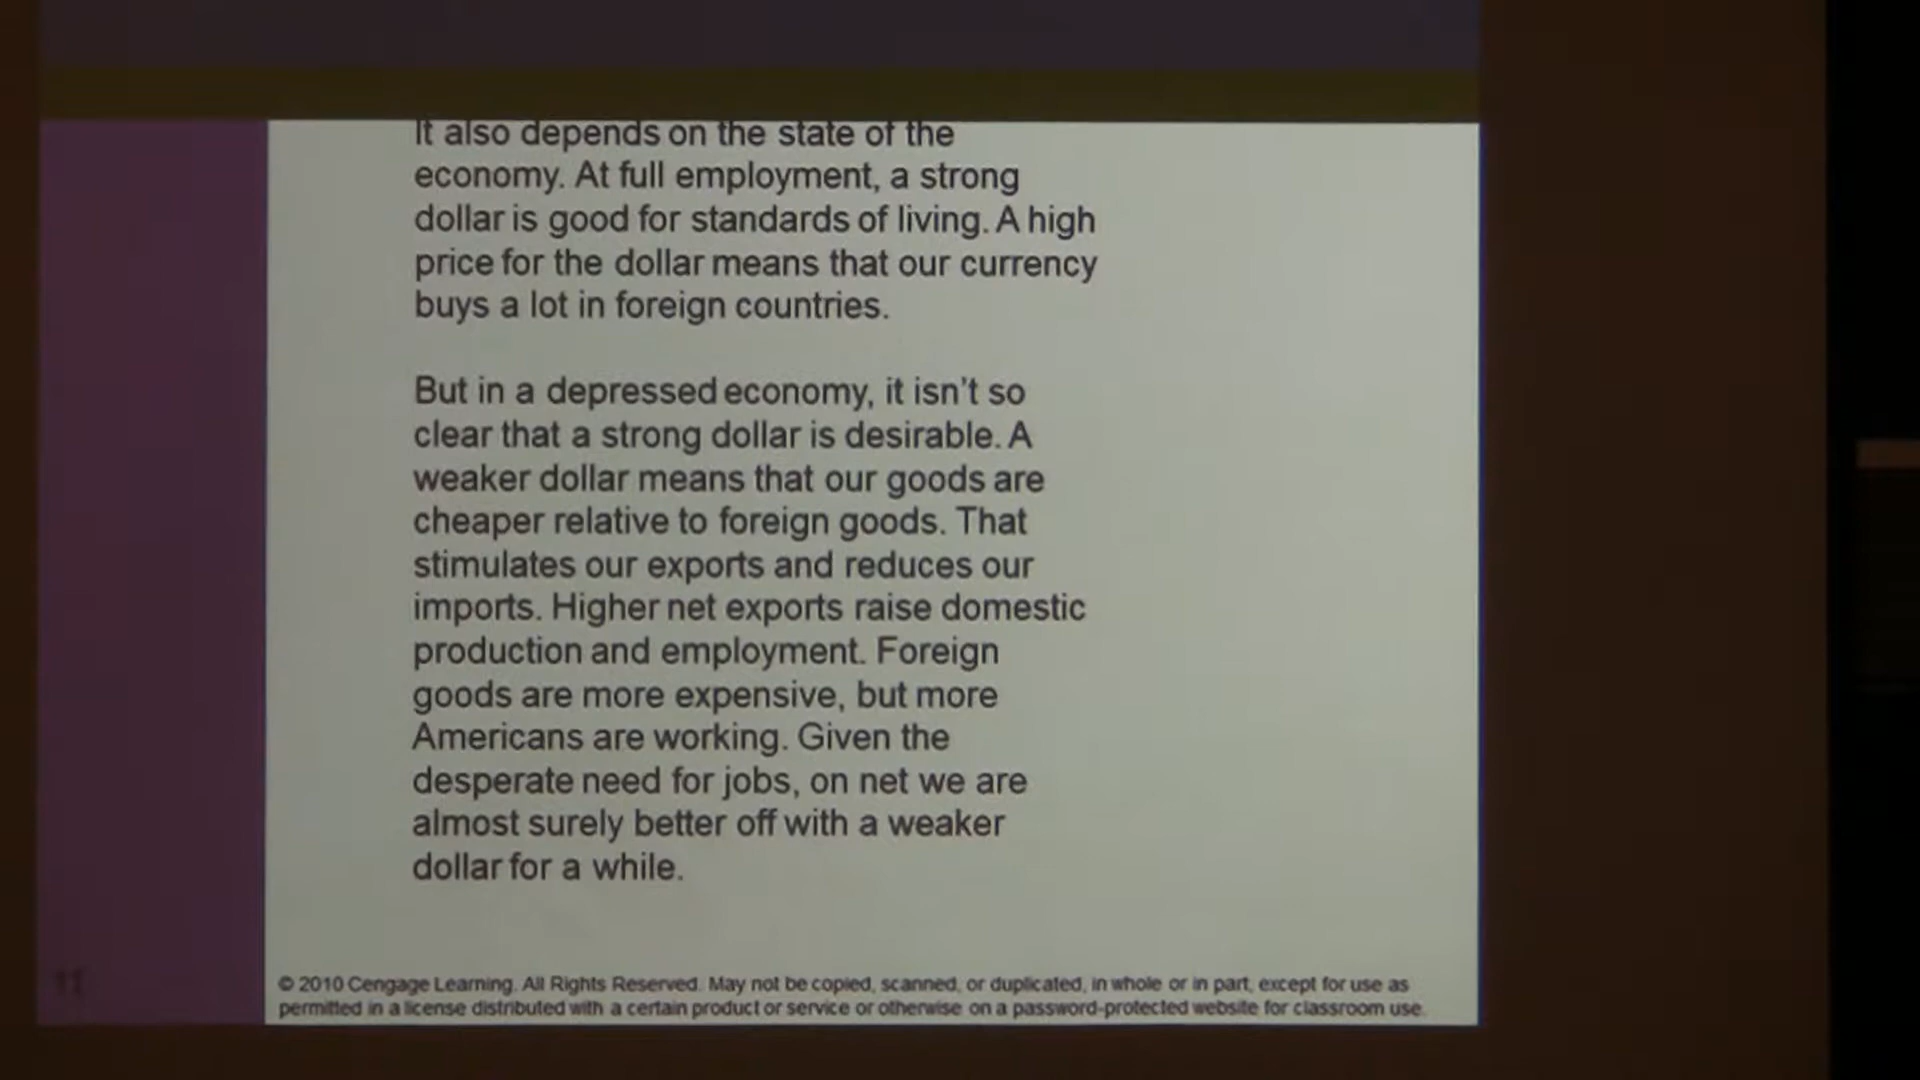 It also depends on the state of the
economy. At full employment, a strong
dollar is good for standards of living. A high
price for the dollar means that our currency
buys a lot in foreign countries.
But in a depressed economy, it isn't so
clear that a strong dollar is desirable. A
weaker dollar means that our goods are
cheaper relative to foreign goods. That
stimulates our exports and reduces our
imports. Higher net exports raise domestic
production and employment. Foreign
goods are more expensive, but more
Americans are working. Given the
desperate need for jobs, on net we are
almost surely better off with a weaker
dollar for a while.
11
© 2010 Cengage Learning. All Rights Reserved. May not be copied, scanned, or duplicated, in whole or in part, except for use as
permitted in a license distributed with a certain product or service or otherwise on a password-protected website for classroom use.